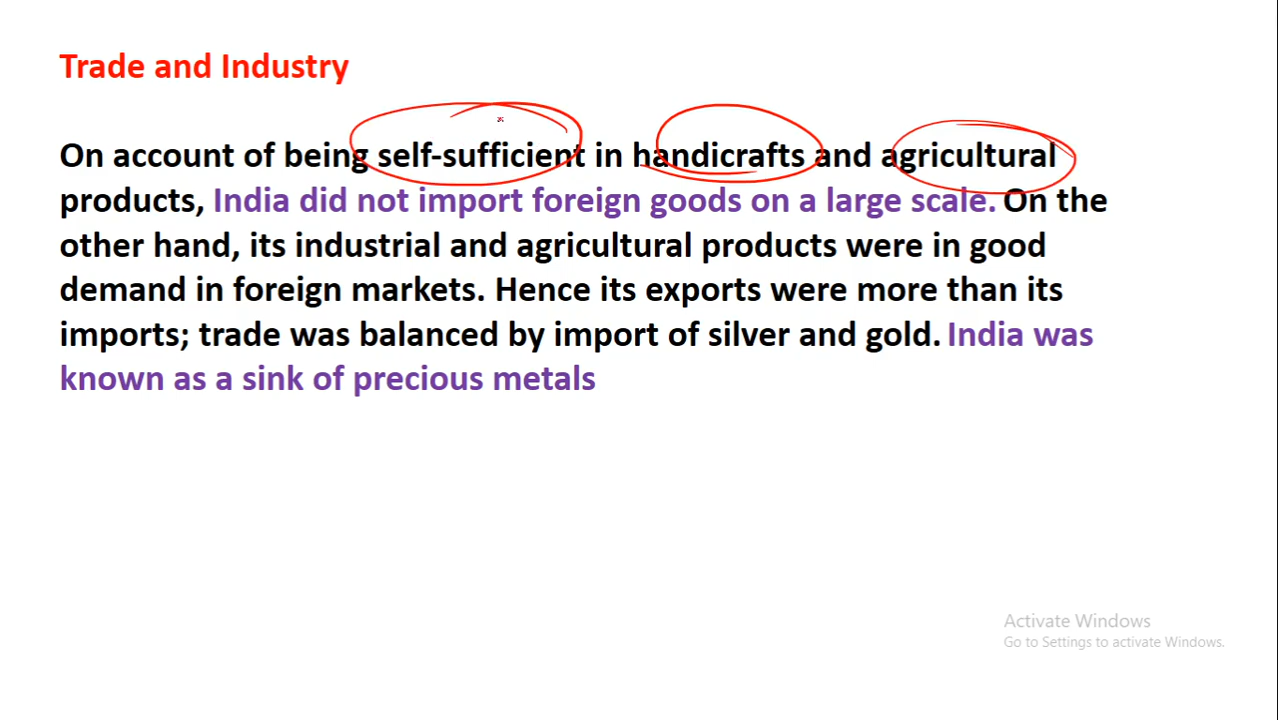 Trade and Industry
On account of being self-sufficient in handicrafts and agricultural
products, India did not import foreign goods on a large scale. On the
other hand, its industrial and agricultural products were in good
demand in foreign markets. Hence its exports were more than its
imports; trade was balanced by import of silver and gold. India was
known as a sink of precious metals
Activate Windows
Go to Settings to activate Windows.